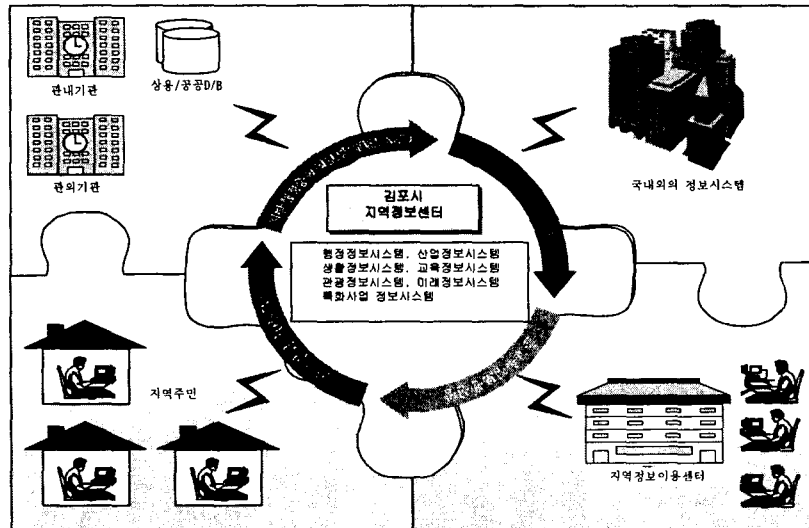 관내기관
상용/공공D/B
관외기관
국내외의 정보시스템
김포시
지역정보센터
행정정보시스템, 산업정보시스템
생활정보시스템, 교육정보시스템
관광정보시스템, 미래정보시스템
특화사업 정보시스템
지역주민
지역정보이용센터